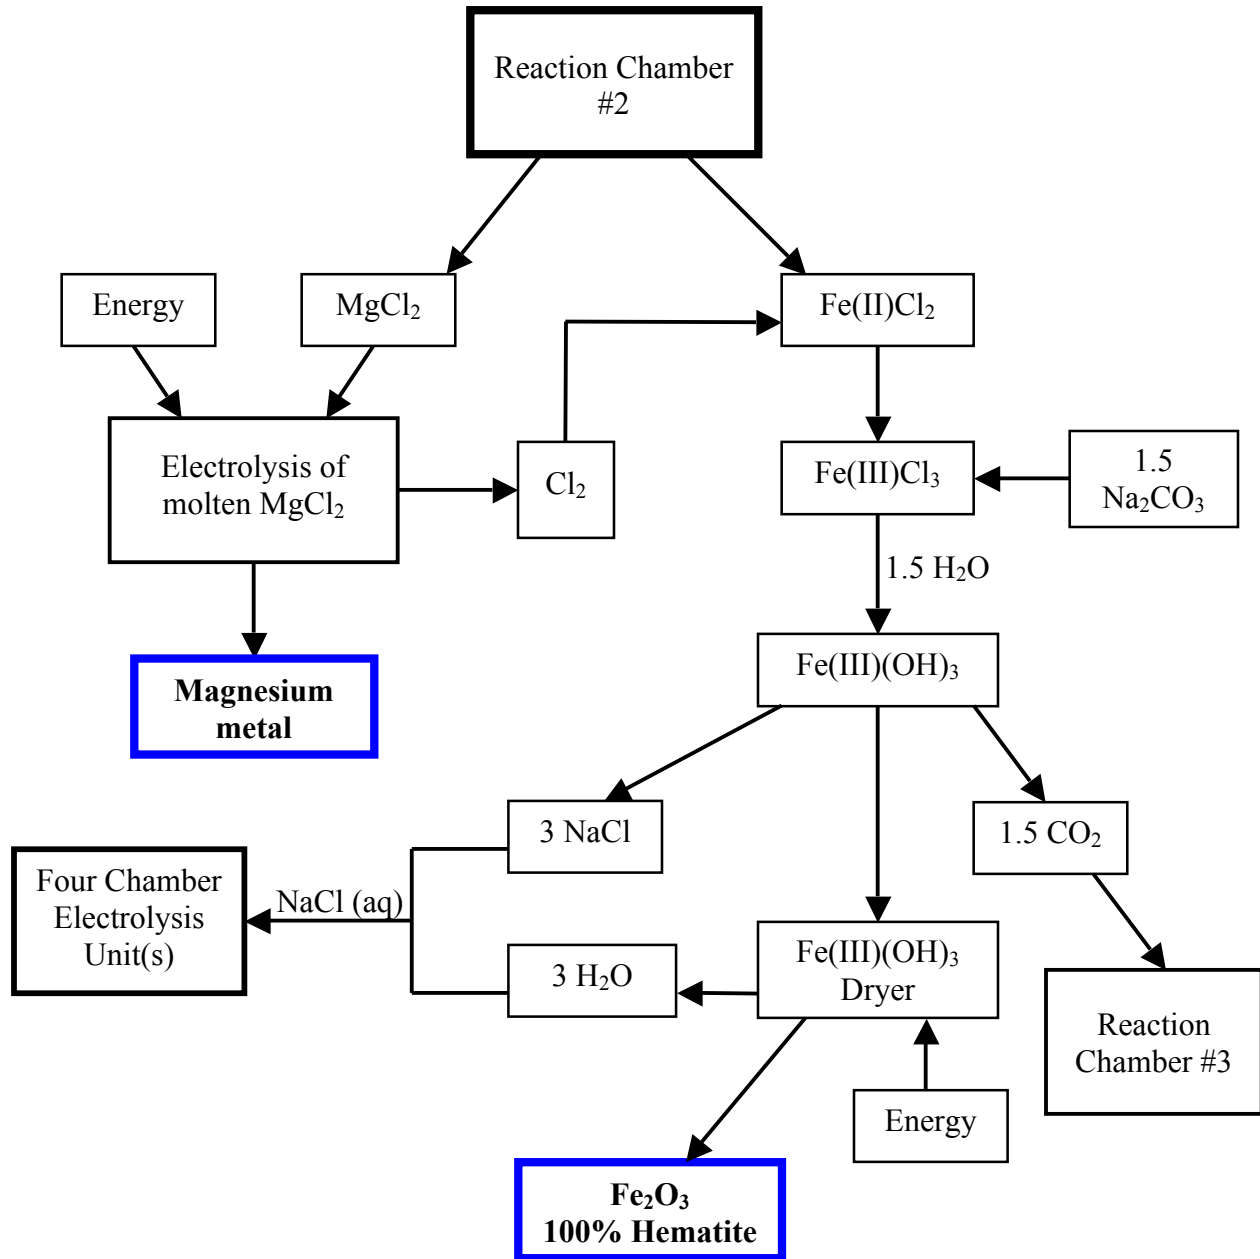 Reaction Chamber
#2
Energy
MgCl₂
Fe(II)Cl₂
Electrolysis of
molten MgCl₂
Cl₂
Fe(III)Cl₃
1.5
Na₂CO₃
1.5 H₂O
Fe(III)(OH)₃
Magnesium
metal
3 NaCl
1.5 CO₂
Four Chamber
Electrolysis
Unit(s)
NaCl (aq)
3 H₂O
Fe(III)(OH)₃
Dryer
Reaction
Chamber #3
Energy
Fe₂O₃
100% Hematite